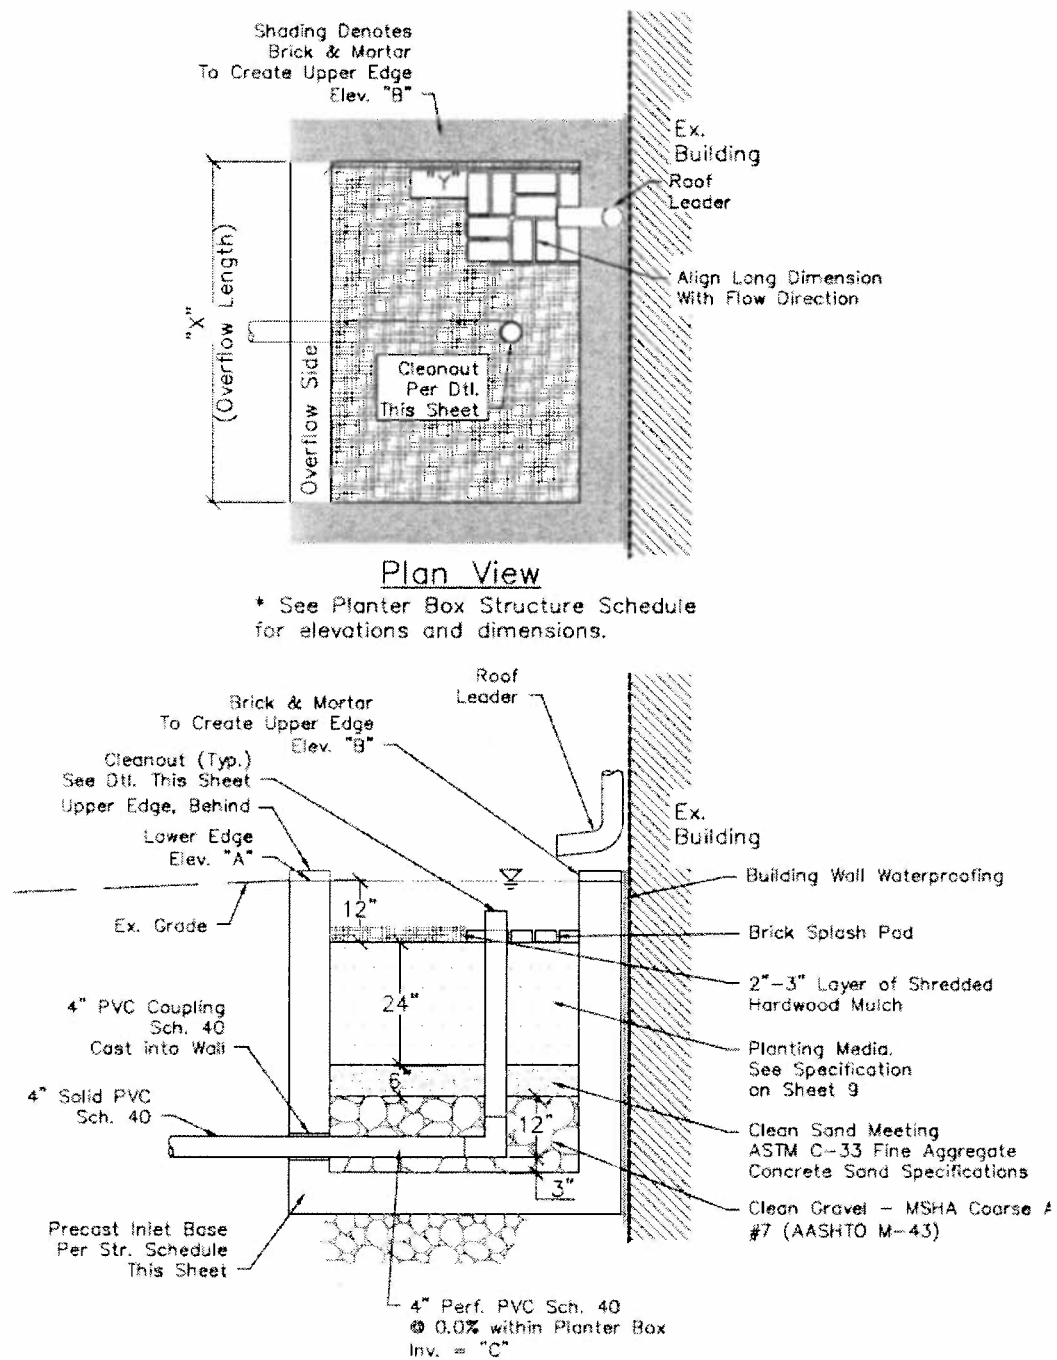 Shading Denotes
Brick & Mortar
To Create Upper Edge
Elev. "B"
Ex.
Building
Roof
Leader
"Y"
Align Long Dimension
With Flow Direction
"X"
(Overflow Length)
Overflow Side
Cleanout
Per Dtl.
This Sheet
Plan View
* See Planter Box Structure Schedule
for elevations and dimensions.
Roof
Leader
Brick & Mortar
To Create Upper Edge
Elev. "B"
Cleanout (Typ.)
See Dtl. This Sheet
Upper Edge, Behind
Lower Edge
Elev. "A"
Ex. Grade
Ex.
Building
Building Wall Waterproofing
12"
Brick Splash Pad
2"-3" Layer of Shredded
Hardwood Mulch
24"
4" PVC Coupling
Sch. 40
Cast into Wall
Planting Media.
See Specification
on Sheet 9
6"
4" Solid PVC
Sch. 40
12"
Clean Sand Meeting
ASTM C-33 Fine Aggregate
Concrete Sand Specifications
3"
Clean Gravel - MSHA Coarse A
#7 (AASHTO M-43)
Precast Inlet Base
Per Str. Schedule
This Sheet
4" Perf. PVC Sch. 40
@ 0.0% within Planter Box
Inv. = "C"